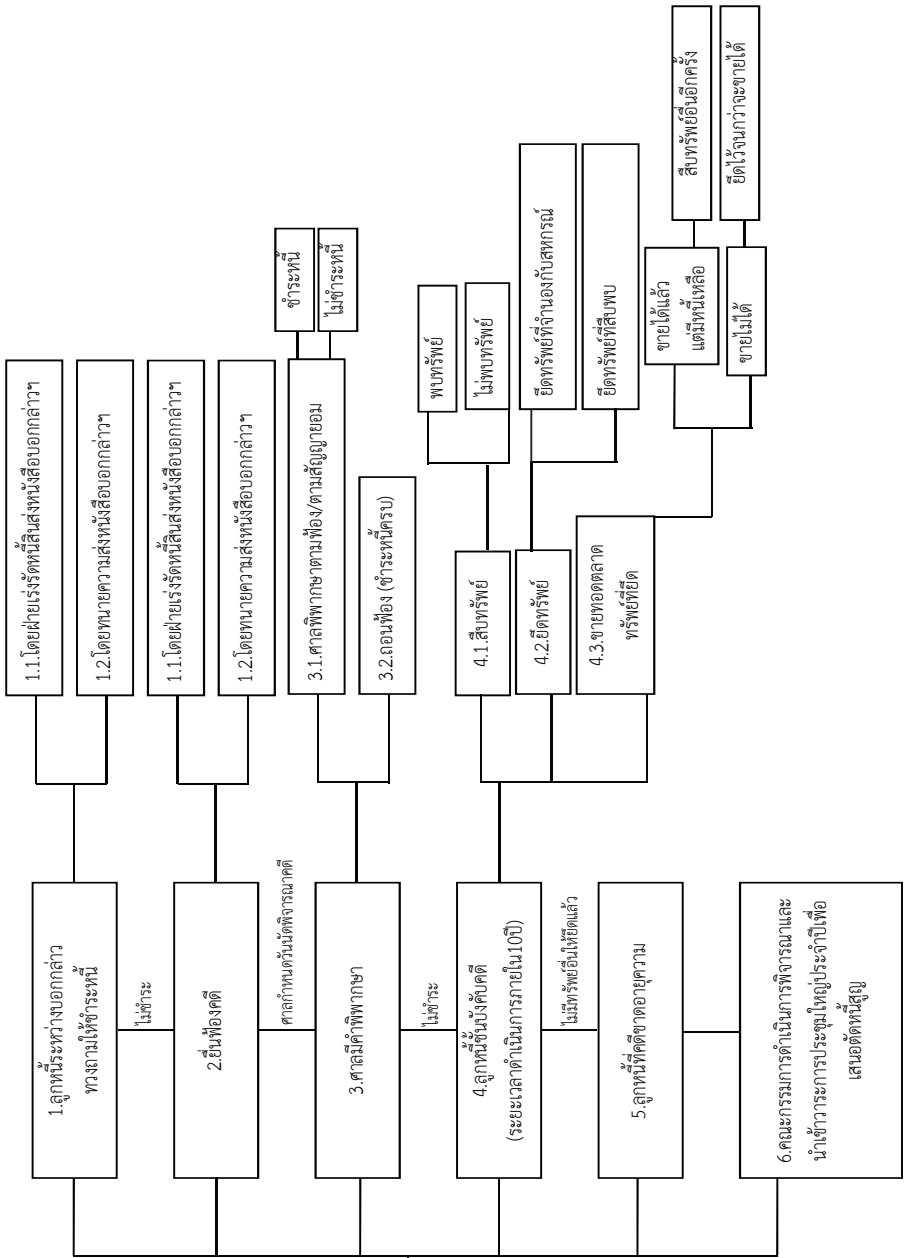 1.ลูกหนี้ระหว่างบอกกล่าว
ทวงถามให้ชำระหนี้
1.1.โดยฝ่ายเร่งรัดหนี้สินส่งหนังสือบอกกล่าวฯ
1.2.โดยทนายความส่งหนังสือบอกกล่าวฯ
ไม่ชำระ
2.ยื่นฟ้องคดี
1.1.โดยฝ่ายเร่งรัดหนี้สินส่งหนังสือบอกกล่าวฯ
1.2.โดยทนายความส่งหนังสือบอกกล่าวฯ
ศาลกำหนดวันนัดพิจารณาคดี
3.ศาลมีคำพิพากษา
3.1.ศาลพิพากษาตามฟ้อง/ตามสัญญายอม
ชำระหนี้
ไม่ชำระหนี้
3.2.ถอนฟ้อง (ชำระหนี้ครบ)
ไม่ชำระ
4.ลูกหนี้ชั้นบังคับคดี
(ระยะเวลาดำเนินการภายใน10ปี)
4.1.สืบทรัพย์
พบทรัพย์
ไม่พบทรัพย์
4.2.ยึดทรัพย์
ยึดทรัพย์ที่จำนองกับสหกรณ์
ยึดทรัพย์ที่สืบพบ
4.3.ขายทอดตลาด
ทรัพย์ที่ยึด
ขายได้แล้ว
แต่มีหนี้เหลือ
สืบทรัพย์อื่นอีกครั้ง
ขายไม่ได้
ยึดไว้จนกว่าจะขายได้
ไม่มีทรัพย์อื่นให้ยึดแล้ว
5.ลูกหนี้ที่คดีขาดอายุความ
6.คณะกรรมการดำเนินการพิจารณาและ
นำเข้าวาระการประชุมใหญ่ประจำปีเพื่อ
เสนอตัดหนี้สูญ